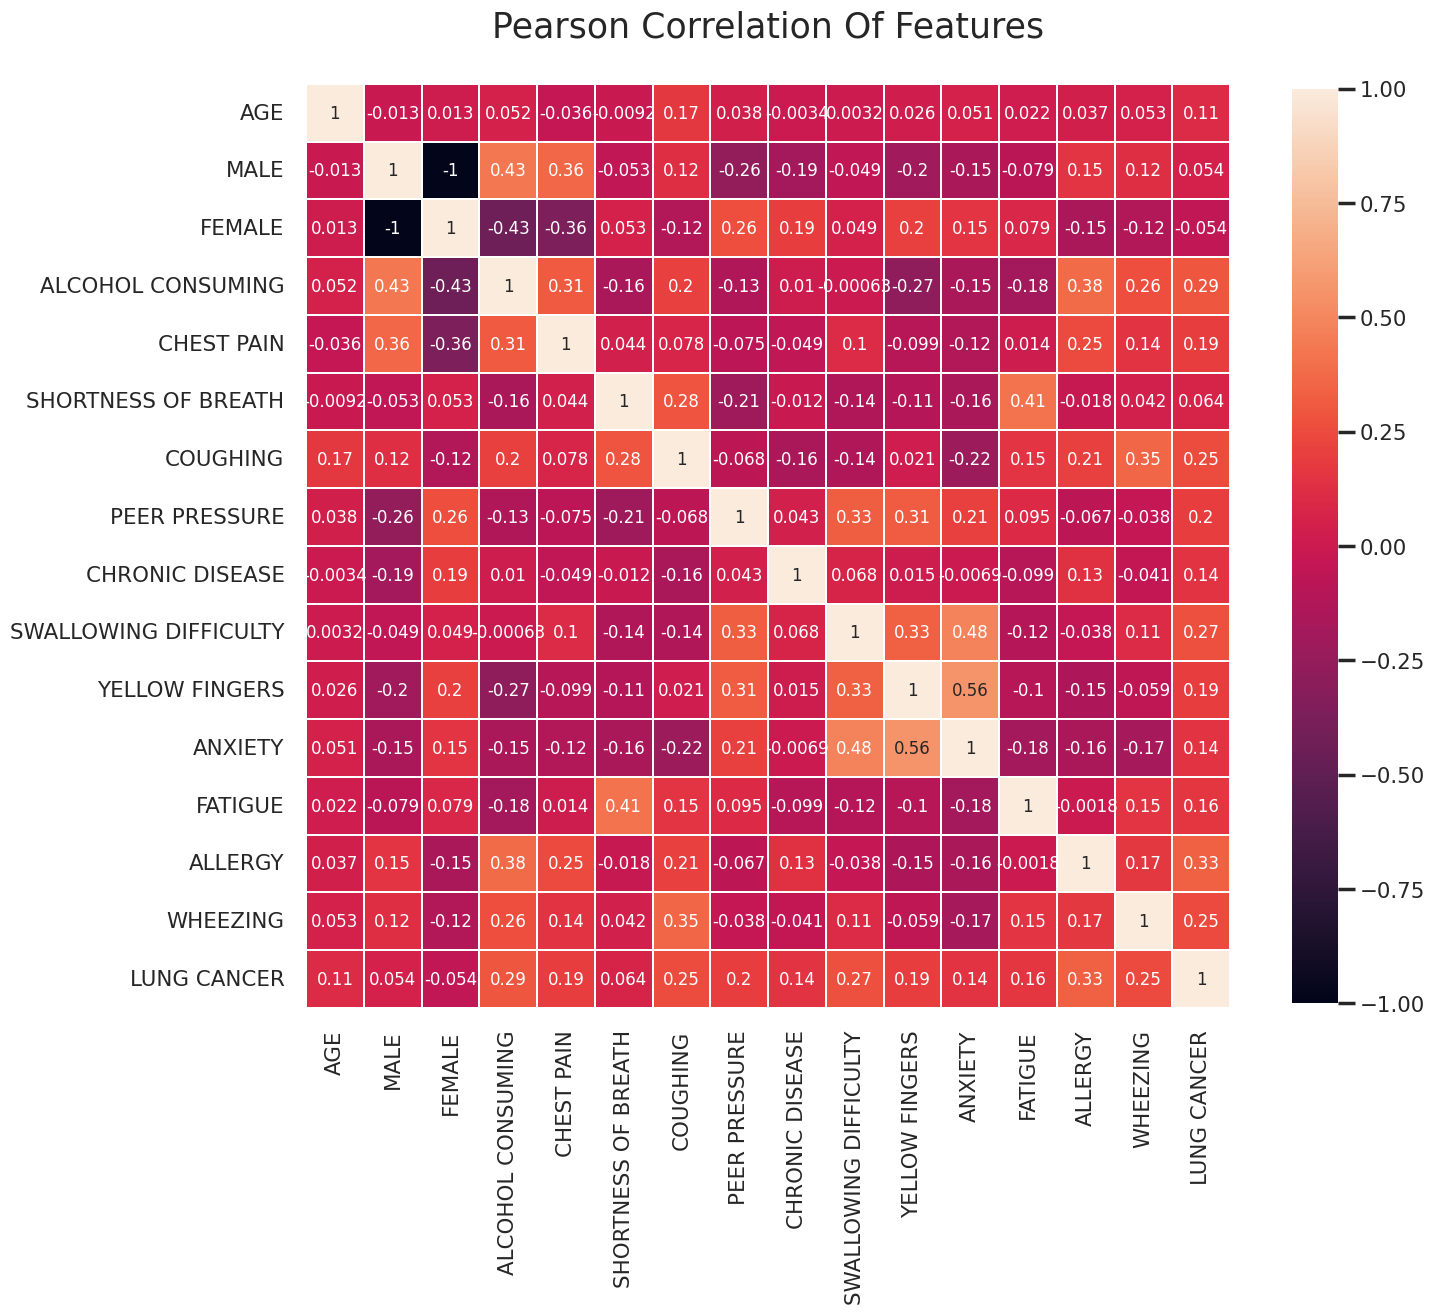 Pearson Correlation Of Features
AGE 1 -0.013 0.013 0.052 -0.036 -0.0092 0.17 0.038 -0.0034 0.0032 0.026 0.051 0.022 0.037 0.053 0.11
MALE -0.013 1 -1 0.43 0.36 -0.053 0.12 -0.26 -0.19 -0.049 -0.2 -0.15 -0.079 0.15 0.12 0.054
FEMALE 0.013 -1 1 -0.43 -0.36 0.053 -0.12 0.26 0.19 0.049 0.2 0.15 0.079 -0.15 -0.12 -0.054
ALCOHOL CONSUMING 0.052 0.43 -0.43 1 0.31 -0.16 0.2 -0.13 0.01 -0.00063 -0.27 -0.15 -0.18 0.38 0.26 0.29
CHEST PAIN -0.036 0.36 -0.36 0.31 1 0.044 0.078 -0.075 -0.049 0.1 -0.099 -0.12 0.014 0.25 0.14 0.19
SHORTNESS OF BREATH -0.0092 -0.053 0.053 -0.16 0.044 1 0.28 -0.21 -0.012 -0.14 -0.11 -0.16 0.41 -0.018 0.042 0.064
COUGHING 0.17 0.12 -0.12 0.2 0.078 0.28 1 -0.068 -0.16 -0.14 0.021 -0.22 0.15 0.21 0.35 0.25
PEER PRESSURE 0.038 -0.26 0.26 -0.13 -0.075 -0.21 -0.068 1 0.043 0.33 0.31 0.21 0.095 -0.067 -0.038 0.2
CHRONIC DISEASE -0.0034 -0.19 0.19 0.01 -0.049 -0.012 -0.16 0.043 1 0.068 0.015 -0.0069 -0.099 0.13 -0.041 0.14
SWALLOWING DIFFICULTY 0.0032 -0.049 0.049 -0.00063 0.1 -0.14 -0.14 0.33 0.068 1 0.33 0.48 -0.12 -0.038 0.11 0.27
YELLOW FINGERS 0.026 -0.2 0.2 -0.27 -0.099 -0.11 0.021 0.31 0.015 0.33 1 0.56 -0.1 -0.15 -0.059 0.19
ANXIETY 0.051 -0.15 0.15 -0.15 -0.12 -0.16 -0.22 0.21 -0.0069 0.48 0.56 1 -0.18 -0.16 -0.17 0.14
FATIGUE 0.022 -0.079 0.079 -0.18 0.014 0.41 0.15 0.095 -0.099 -0.12 -0.1 -0.18 1 -0.0018 0.15 0.16
ALLERGY 0.037 0.15 -0.15 0.38 0.25 -0.018 0.21 -0.067 0.13 -0.038 -0.15 -0.16 -0.0018 1 0.17 0.33
WHEEZING 0.053 0.12 -0.12 0.26 0.14 0.042 0.35 -0.038 -0.041 0.11 -0.059 -0.17 0.15 0.17 1 0.25
LUNG CANCER 0.11 0.054 -0.054 0.29 0.19 0.064 0.25 0.2 0.14 0.27 0.19 0.14 0.16 0.33 0.25 1
AGE
MALE
FEMALE
ALCOHOL CONSUMING
CHEST PAIN
SHORTNESS OF BREATH
COUGHING
PEER PRESSURE
CHRONIC DISEASE
SWALLOWING DIFFICULTY
YELLOW FINGERS
ANXIETY
FATIGUE
ALLERGY
WHEEZING
LUNG CANCER
1.00
0.75
0.50
0.25
0.00
−0.25
−0.50
−0.75
−1.00